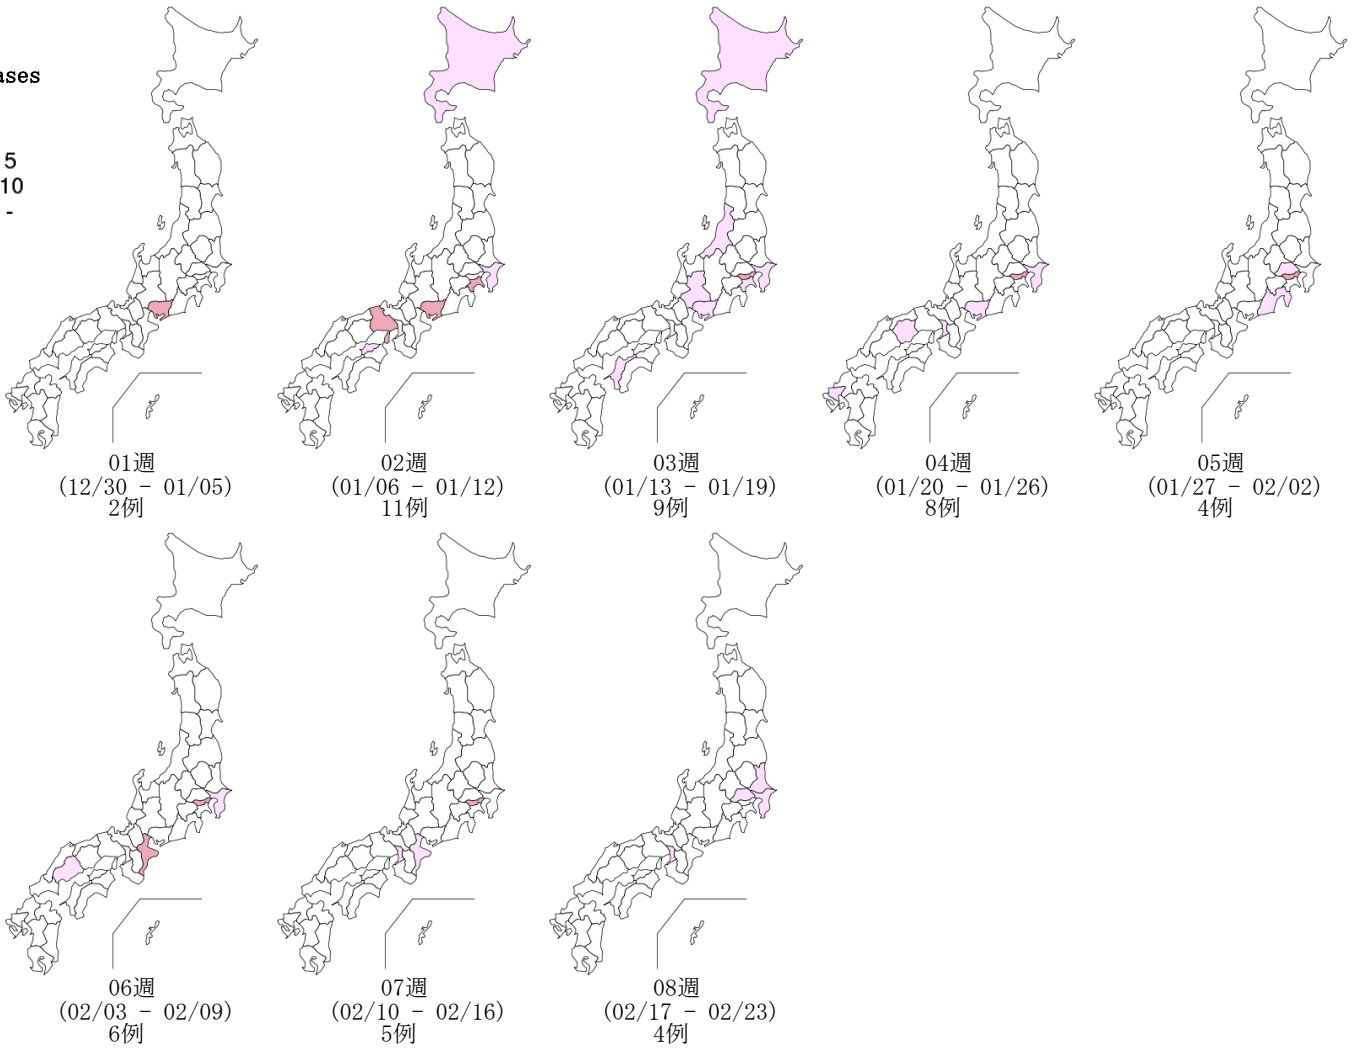 5
10
-
01週
(12/30 - 01/05)
2例
02週
(01/06 - 01/12)
11例
03週
(01/13 - 01/19)
9例
04週
(01/20 - 01/26)
8例
05週
(01/27 - 02/02)
4例
06週
(02/03 - 02/09)
6例
07週
(02/10 - 02/16)
5例
08週
(02/17 - 02/23)
4例